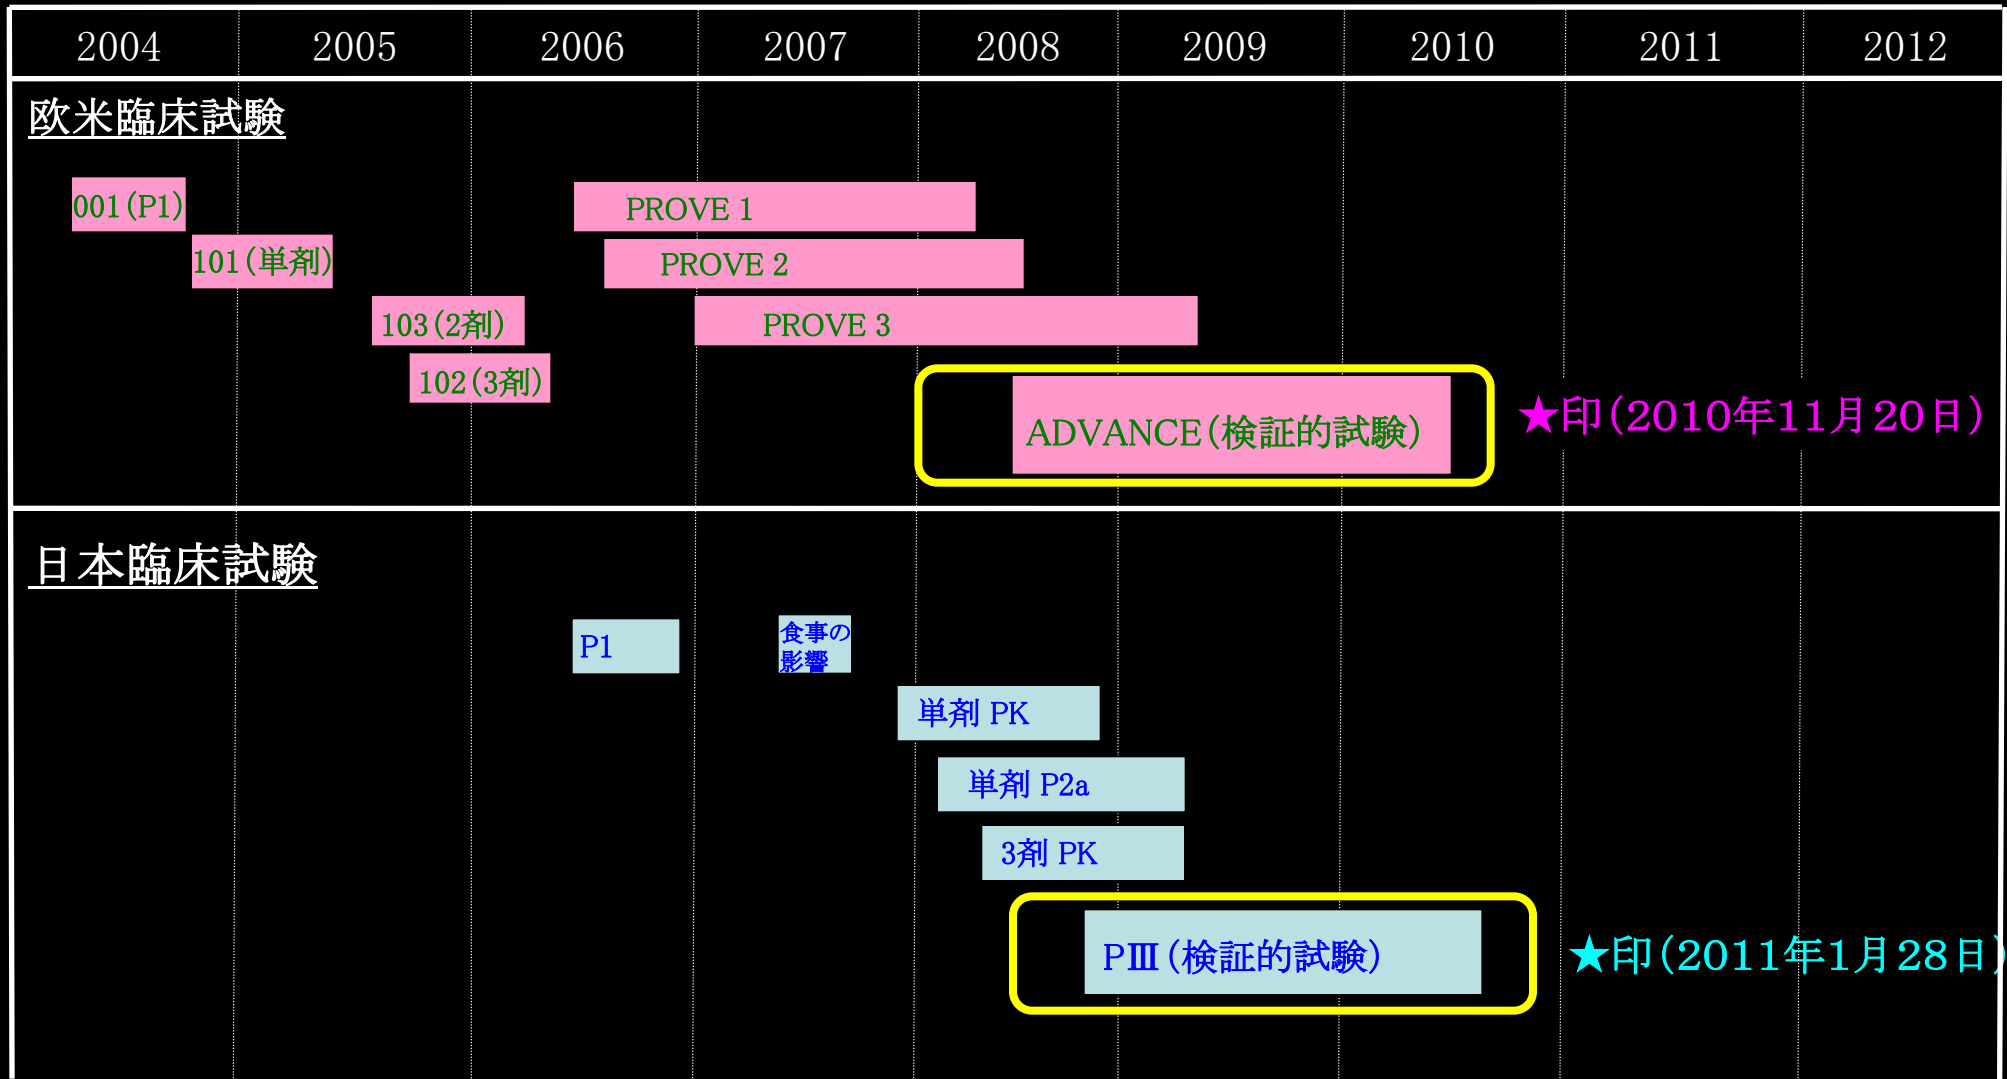 2004 2005 2006 2007 2008 2009 2010 2011 2012
欧米臨床試験
001(P1)
PROVE 1
101(単剤)
PROVE 2
103(2剤)
PROVE 3
102(3剤)
ADVANCE(検証的試験)
★印(2010年11月20日)
日本臨床試験
P1
食事の
影響
単剤 PK
単剤 P2a
3剤 PK
PⅢ(検証的試験)
★印(2011年1月28日)